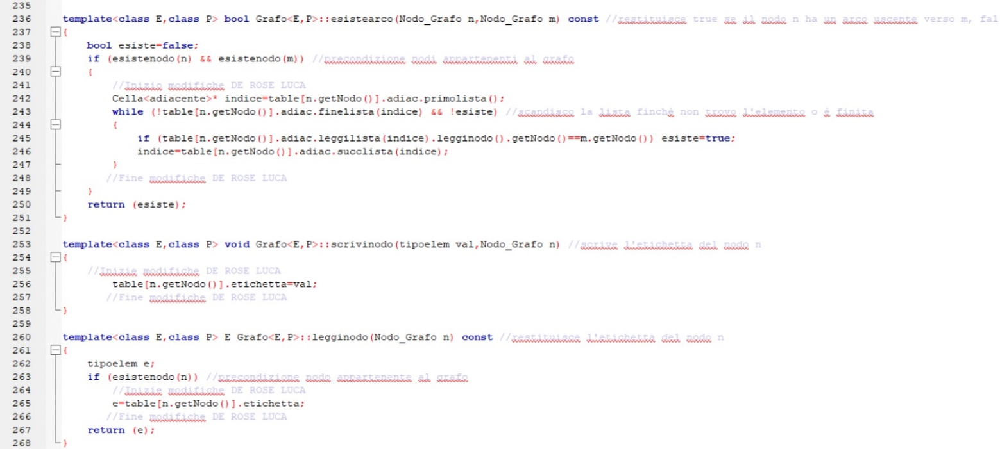 235
236 template<class E,class P> bool Grafo<E,P>::esistearco(Nodo_Grafo n,Nodo_Grafo m) const //restituisce true se il nodo n ha un arco uscente verso m, fal
237 {
238 bool esiste=false;
239 if (esistenodo(n) && esistenodo(m)) //precondizione nodi appartenenti al grafo
240 {
241 //Inizio modifiche DE ROSE LUCA
242 Cella<adiacente>* indice=table[n.getNodo()].adiac.primolista();
243 while (!table[n.getNodo()].adiac.finelista(indice) && !esiste) //scandisco la lista finchè non trovo l'elemento o è finita
244 {
245 if (table[n.getNodo()].adiac.leggilista(indice).legginodo().getNodo()==m.getNodo()) esiste=true;
246 indice=table[n.getNodo()].adiac.succlista(indice);
247 }
248 //Fine modifiche DE ROSE LUCA
249 }
250 return (esiste);
251 }
252
253 template<class E,class P> void Grafo<E,P>::scrivinodo(tipoelem val,Nodo_Grafo n) //scrive l'etichetta del nodo n
254 {
255 //Inizie modifiche DE ROSE LUCA
256 table[n.getNodo()].etichetta=val;
257 //Fine modifiche DE ROSE LUCA
258 }
259
260 template<class E,class P> E Grafo<E,P>::legginodo(Nodo_Grafo n) const //restituisce l'etichetta del nodo n
261 {
262 tipoelem e;
263 if (esistenodo(n)) //precondizione nodo appartenente al grafo
264 //Inizie modifiche DE ROSE LUCA
265 e=table[n.getNodo()].etichetta;
266 //Fine modifiche DE ROSE LUCA
267 return (e);
268 }